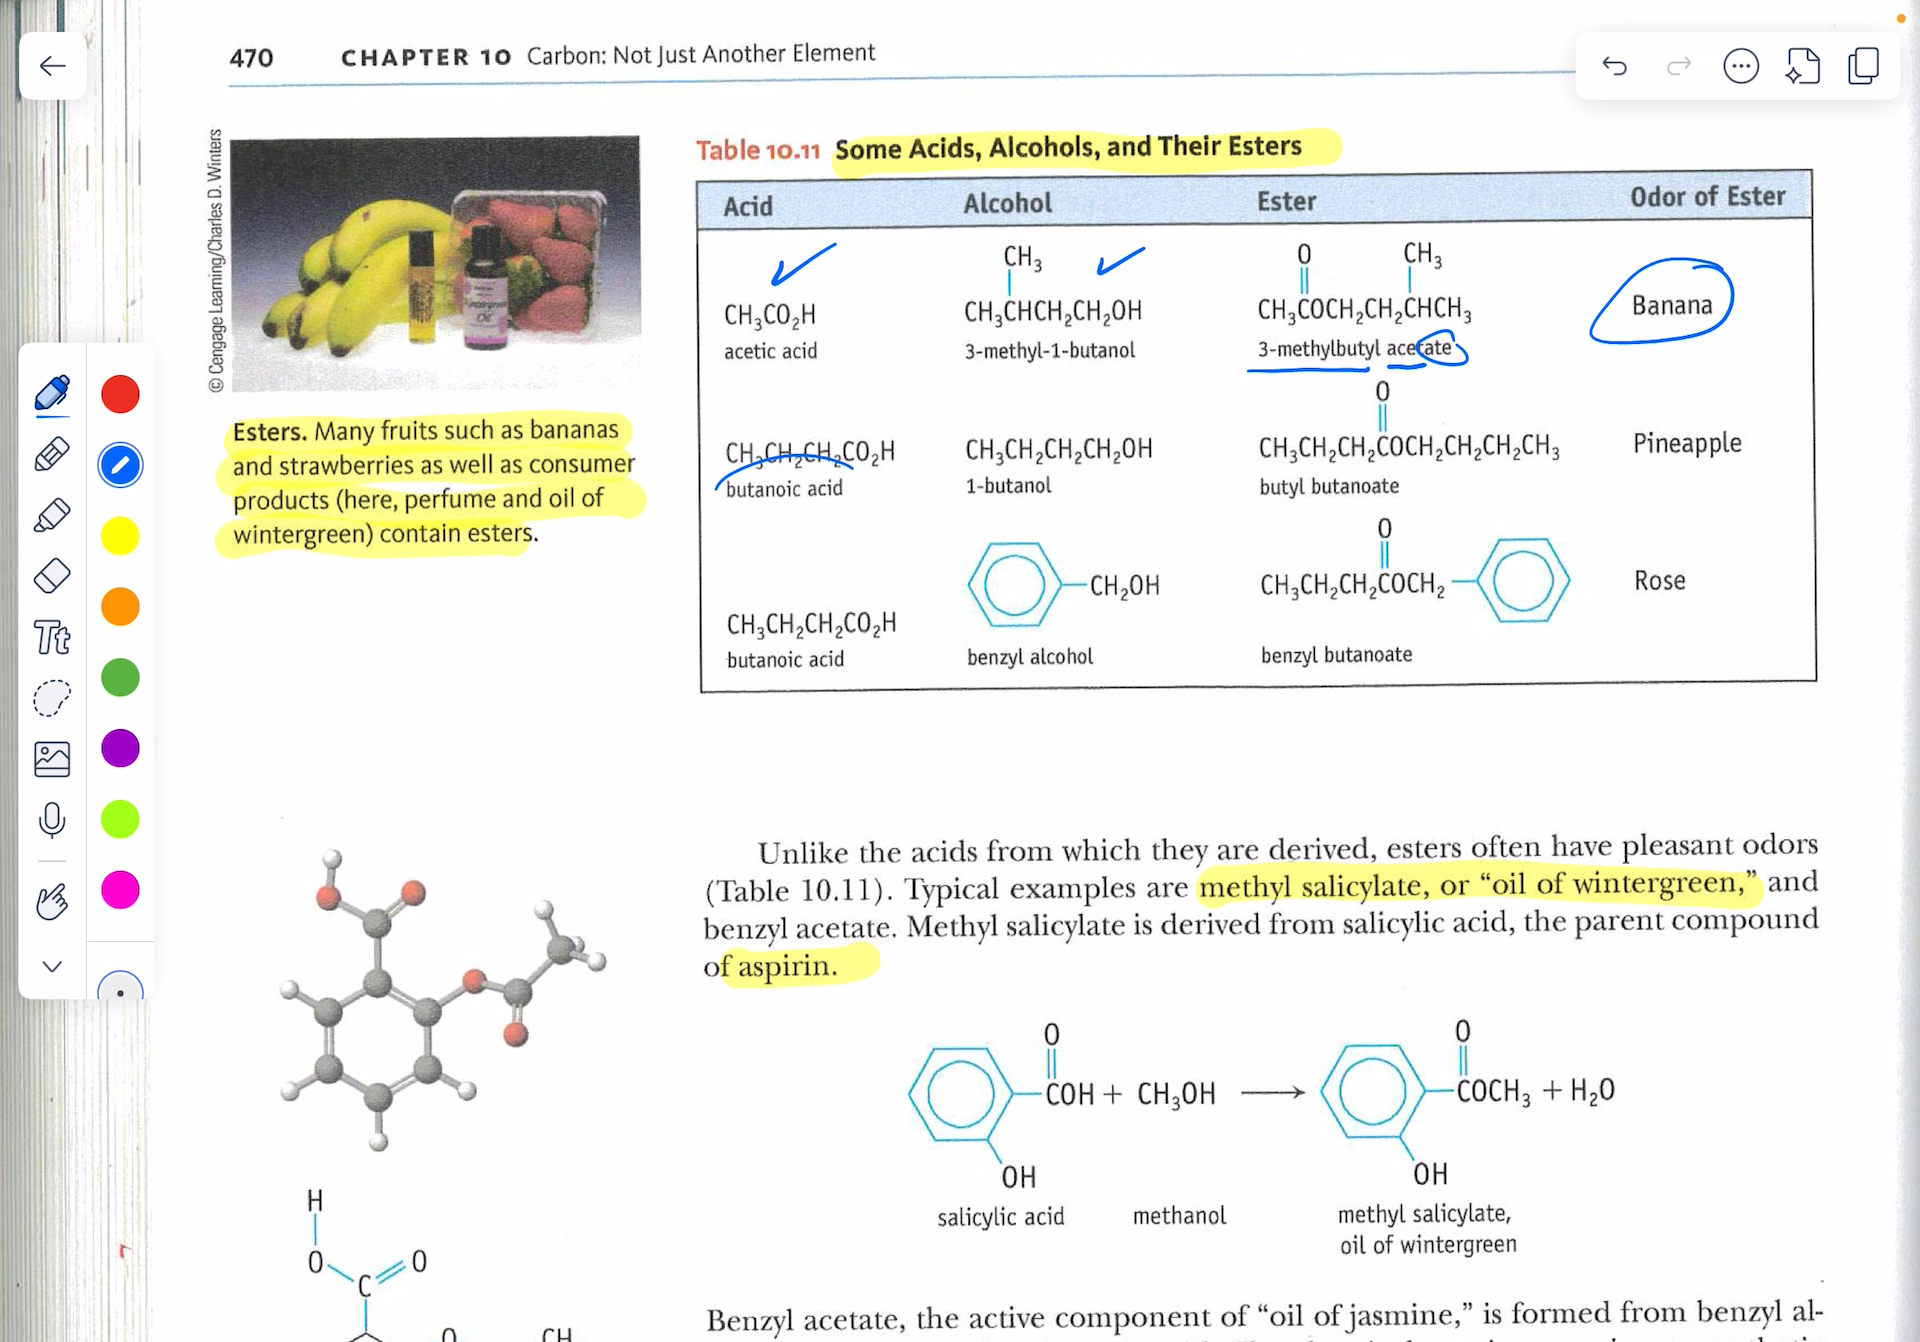 470 CHAPTER 10 Carbon: Not Just Another Element
© Cengage Learning/Charles D. Winters
Esters. Many fruits such as bananas
and strawberries as well as consumer
products (here, perfume and oil of
wintergreen) contain esters.
Table 10.11 Some Acids, Alcohols, and Their Esters
Acid Alcohol Ester Odor of Ester
CH₃ O CH₃
CH₃CO₂H CH₃CHCH₂CH₂OH CH₃COCH₂CH₂CHCH₃ Banana
acetic acid 3-methyl-1-butanol 3-methylbutyl acetate
O
CH₃CH₂CH₂CO₂H CH₃CH₂CH₂CH₂OH CH₃CH₂CH₂COCH₂CH₂CH₂CH₃ Pineapple
butanoic acid 1-butanol butyl butanoate
O
CH₂OH CH₃CH₂CH₂COCH₂ Rose
CH₃CH₂CH₂CO₂H
butanoic acid benzyl alcohol benzyl butanoate
Unlike the acids from which they are derived, esters often have pleasant odors
(Table 10.11). Typical examples are methyl salicylate, or “oil of wintergreen,” and
benzyl acetate. Methyl salicylate is derived from salicylic acid, the parent compound
of aspirin.
O O
COH + CH₃OH COCH₃ + H₂O
OH OH
salicylic acid methanol methyl salicylate,
oil of wintergreen
H
O C O
O CH
Benzyl acetate, the active component of “oil of jasmine,” is formed from benzyl al-
Tt